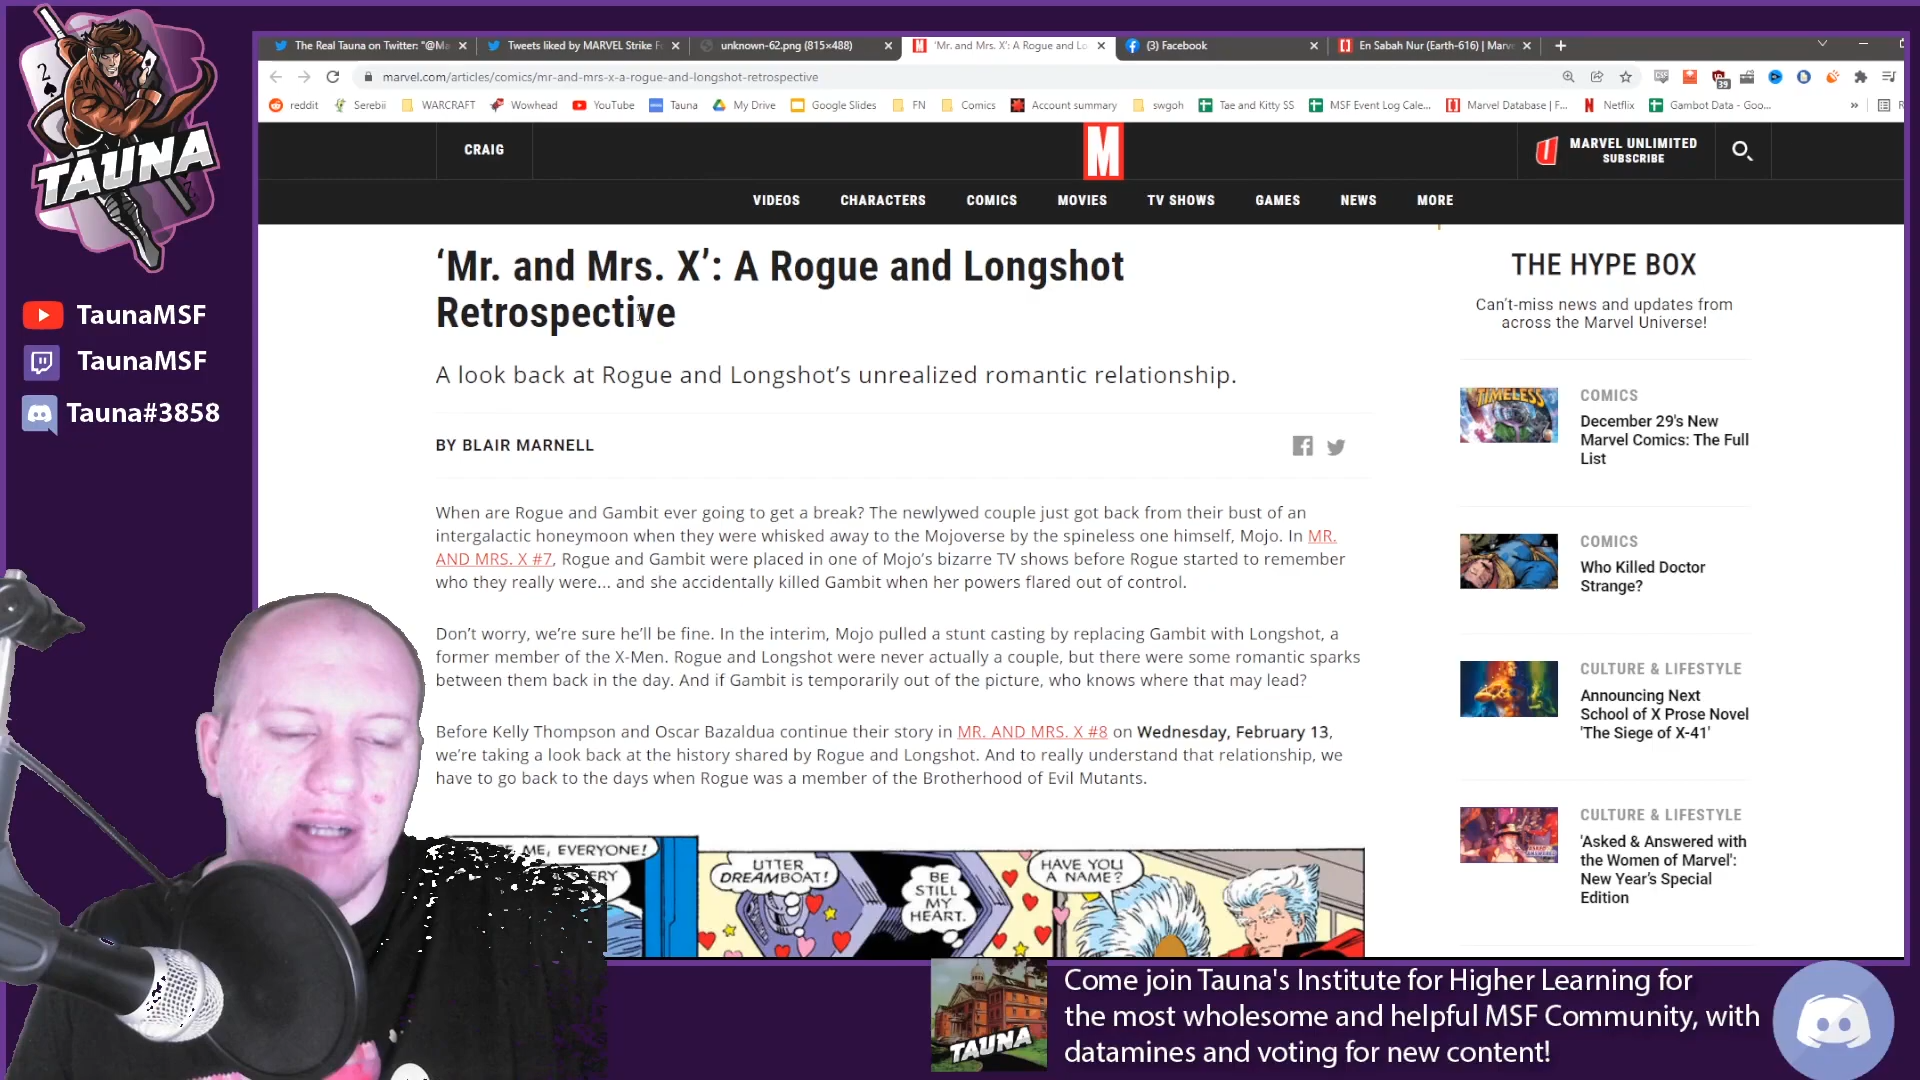 TAUNA
TaunaMSF
TaunaMSF
Tauna#3858
The Real Tauna on Twitter: "@Ma
Tweets liked by MARVEL Strike F
unknown-62.png (815×488)
'Mr. and Mrs. X': A Rogue and Lo
(3) Facebook
En Sabah Nur (Earth-616) | Marv
marvel.com/articles/comics/mr-and-mrs-x-a-rogue-and-longshot-retrospective
39
reddit
Serebii
WARCRAFT
Wowhead
YouTube
Tauna
My Drive
Google Slides
FN
Comics
Account summary
swgoh
Tae and Kitty SS
MSF Event Log Cale...
Marvel Database | F...
Netflix
Gambot Data - Goo...
CRAIG
M
MARVEL UNLIMITED
SUBSCRIBE
VIDEOS
CHARACTERS
COMICS
MOVIES
TV SHOWS
GAMES
NEWS
MORE
'Mr. and Mrs. X': A Rogue and Longshot
Retrospective
A look back at Rogue and Longshot's unrealized romantic relationship.
BY BLAIR MARNELL
When are Rogue and Gambit ever going to get a break? The newlywed couple just got back from their bust of an
intergalactic honeymoon when they were whisked away to the Mojoverse by the spineless one himself, Mojo. In MR.
AND MRS. X #7, Rogue and Gambit were placed in one of Mojo's bizarre TV shows before Rogue started to remember
who they really were... and she accidentally killed Gambit when her powers flared out of control.
Don't worry, we're sure he'll be fine. In the interim, Mojo pulled a stunt casting by replacing Gambit with Longshot, a
former member of the X-Men. Rogue and Longshot were never actually a couple, but there were some romantic sparks
between them back in the day. And if Gambit is temporarily out of the picture, who knows where that may lead?
Before Kelly Thompson and Oscar Bazaldua continue their story in MR. AND MRS. X #8 on Wednesday, February 13,
we're taking a look back at the history shared by Rogue and Longshot. And to really understand that relationship, we
have to go back to the days when Rogue was a member of the Brotherhood of Evil Mutants.
ME, EVERYONE!
UTTER
DREAMBOAT!
BE
STILL
MY
HEART.
HAVE YOU
A NAME?
THE HYPE BOX
Can't-miss news and updates from
across the Marvel Universe!
TIMELESS
COMICS
December 29's New
Marvel Comics: The Full
List
COMICS
Who Killed Doctor
Strange?
CULTURE & LIFESTYLE
Announcing Next
School of X Prose Novel
'The Siege of X-41'
CULTURE & LIFESTYLE
'Asked & Answered with
the Women of Marvel':
New Year's Special
Edition
TAUNA
Come join Tauna's Institute for Higher Learning for
the most wholesome and helpful MSF Community, with
datamines and voting for new content!